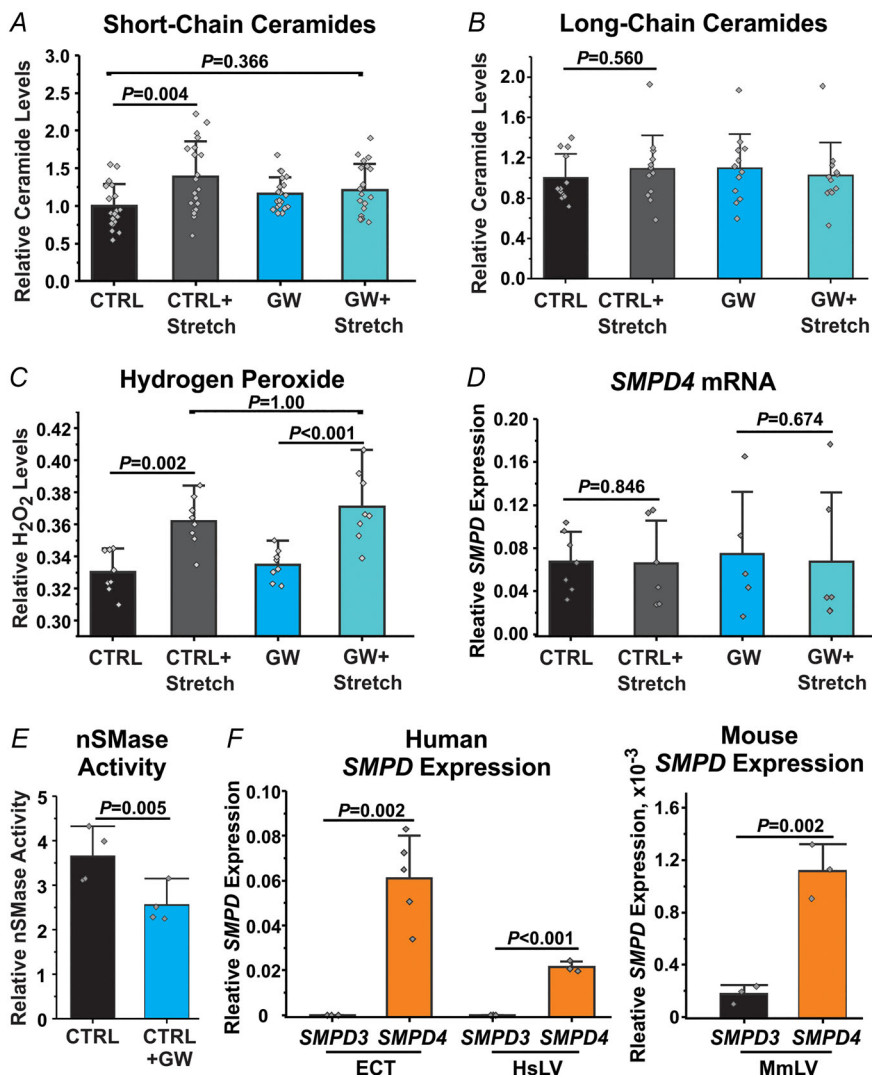 A Short-Chain Ceramides
Relative Ceramide Levels
3.0
2.5
2.0
1.5
1.0
0.5
0.0
P=0.366
P=0.004
CTRL CTRL+ GW GW+
Stretch Stretch
B Long-Chain Ceramides
Relative Ceramide Levels
2.0
1.6
1.2
0.8
0.4
0.0
P=0.560
CTRL CTRL+ GW GW+
Stretch Stretch
C Hydrogen Peroxide
Relative H2O2 Levels
0.42
0.40
0.38
0.36
0.34
0.32
0.30
P=1.00
P=0.002
P<0.001
CTRL CTRL+ GW GW+
Stretch Stretch
D SMPD4 mRNA
Rleative SMPD Expression
0.20
0.16
0.12
0.08
0.04
0.00
P=0.846
P=0.674
CTRL CTRL+ GW GW+
Stretch Stretch
E nSMase
Activity
Relative nSMase Activity
5
4
3
2
1
0
P=0.005
CTRL CTRL
+GW
F Human
SMPD Expression
Rleative SMPD Expression
0.10
0.08
0.06
0.04
0.02
0
P=0.002
P<0.001
SMPD3 SMPD4 SMPD3 SMPD4
ECT HsLV
Mouse
SMPD Expression
Rleative SMPD Expression, x10-3
1.6
1.2
0.8
0.4
0
P=0.002
SMPD3 SMPD4
MmLV